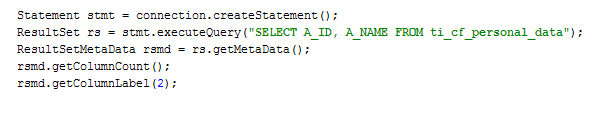 Statement stmt = connection.createStatement();
ResultSet rs = stmt.executeQuery("SELECT A_ID, A_NAME FROM ti_cf_personal_data");
ResultSetMetaData rsmd = rs.getMetaData();
rsmd.getColumnCount();
rsmd.getColumnLabel(2);